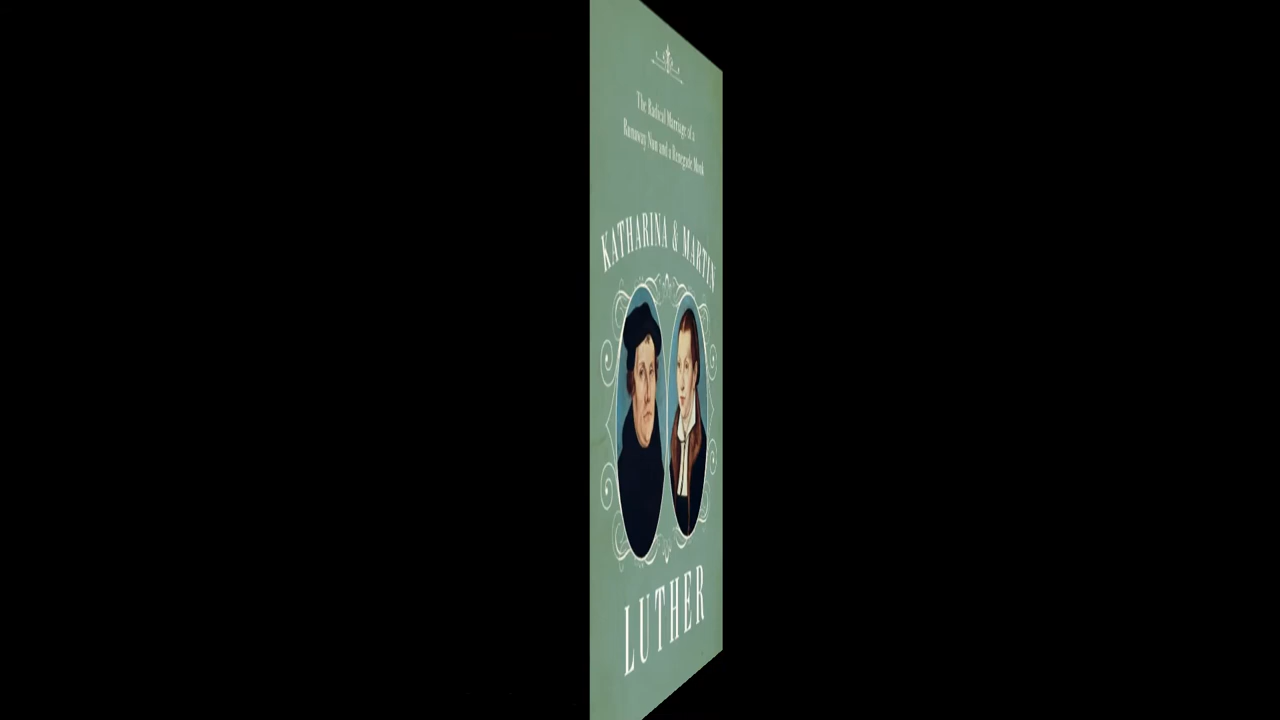 The Radical Marriage of a
Runaway Nun and a Renegade Monk
KATHARINA & MARTIN
LUTHER